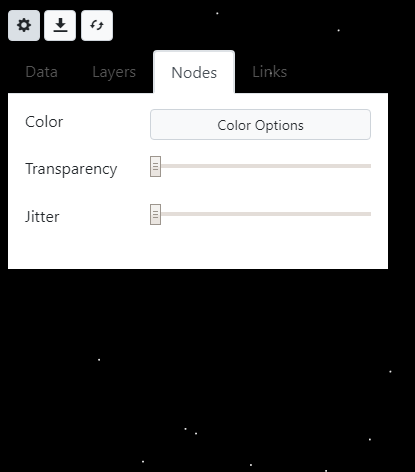 Data Layers Nodes Links
Color Color Options
Transparency
Jitter